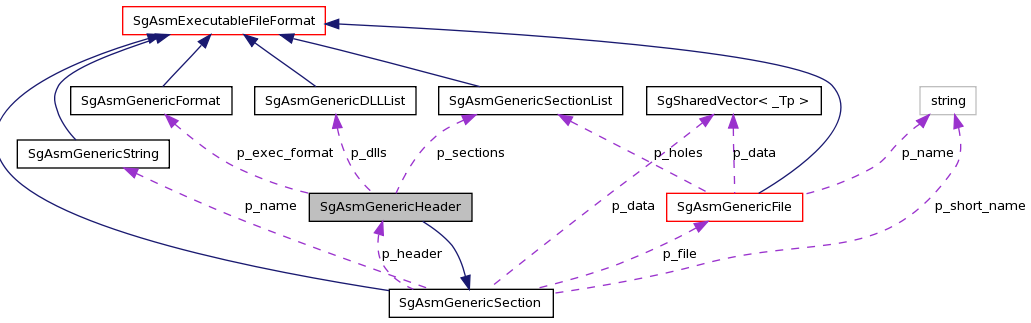 SgAsmExecutableFileFormat
SgAsmGenericFormat
SgAsmGenericDLLList
SgAsmGenericSectionList
SgSharedVector< _Tp >
string
SgAsmGenericString
p_exec_format
p_dlls
p_sections
p_holes
p_data
p_name
p_name
SgAsmGenericHeader
p_data
SgAsmGenericFile
p_short_name
p_header
p_file
SgAsmGenericSection